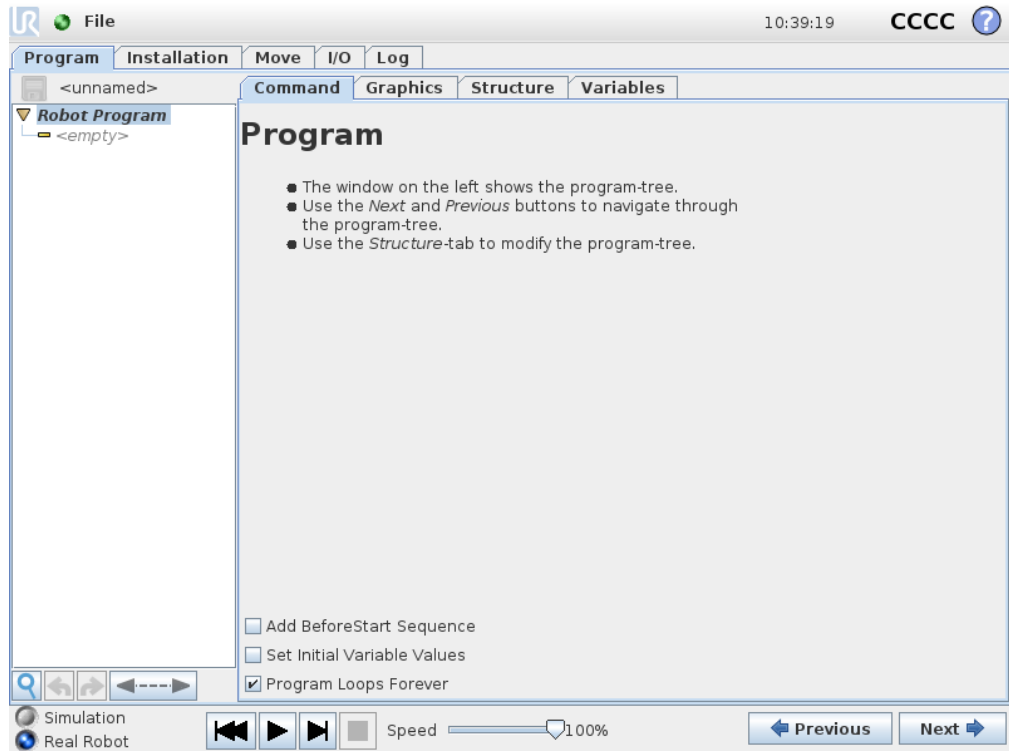 UR File 10:39:19 CCCC ?
Program Installation Move I/O Log
<unnamed> Command Graphics Structure Variables
Robot Program
<empty>
Program
The window on the left shows the program-tree.
Use the Next and Previous buttons to navigate through
the program-tree.
Use the Structure-tab to modify the program-tree.
Add BeforeStart Sequence
Set Initial Variable Values
Program Loops Forever
Simulation
Real Robot
Speed 100%
Previous Next